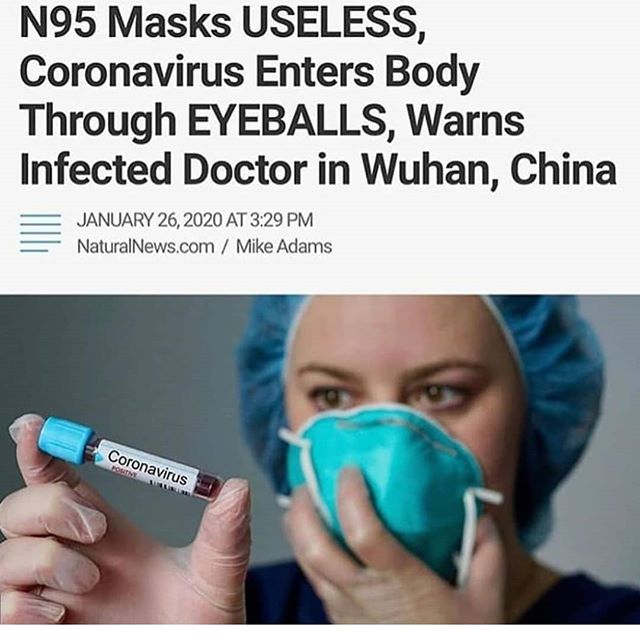 N95 Masks USELESS,
Coronavirus Enters Body
Through EYEBALLS, Warns
Infected Doctor in Wuhan, China
JANUARY 26, 2020 AT 3:29 PM
NaturalNews.com / Mike Adams
Coronavirus
POSITIVE